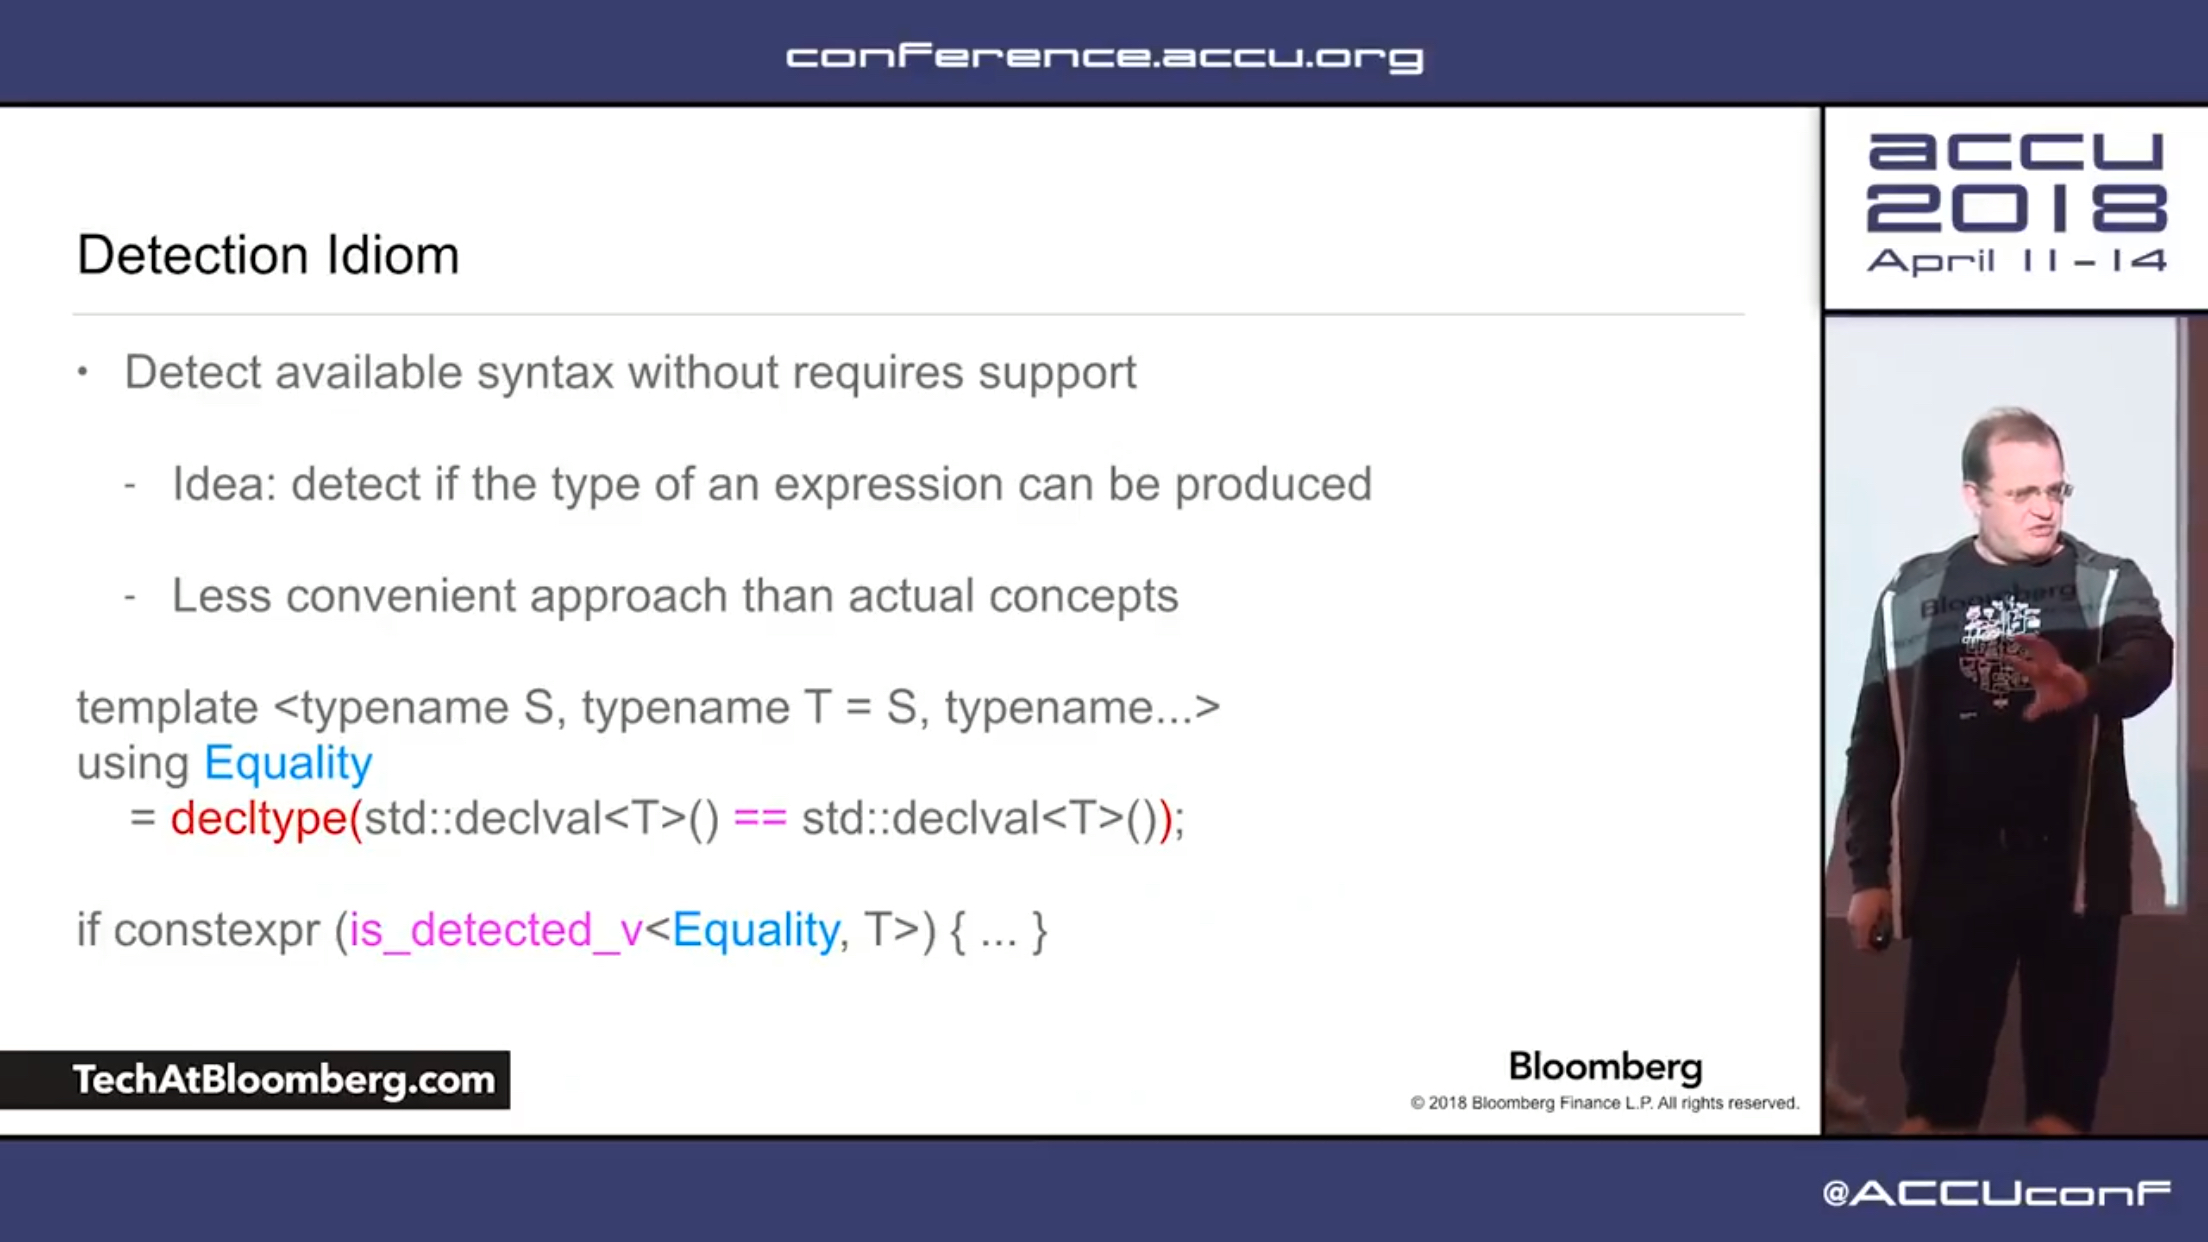 conference.accu.org
accu
2018
April 11-14
Detection Idiom
• Detect available syntax without requires support
- Idea: detect if the type of an expression can be produced
- Less convenient approach than actual concepts
template <typename S, typename T = S, typename...>
using Equality
= decltype(std::declval<T>() == std::declval<T>());
if constexpr (is_detected_v<Equality, T>) { ... }
TechAtBloomberg.com
Bloomberg
© 2018 Bloomberg Finance L.P. All rights reserved.
Bloomberg
@ACCUconf